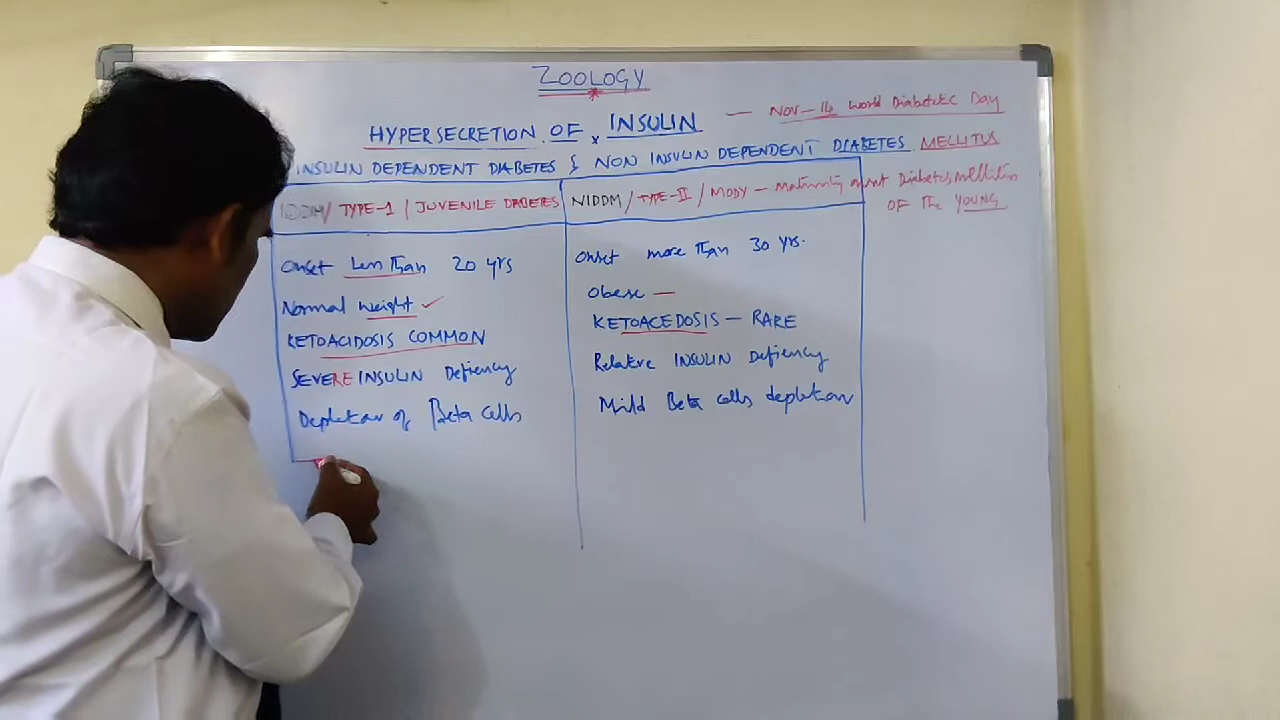 ZOOLOGY
HYPERSECRETION OF INSULIN — NOV-14 World Diabetic Day
INSULIN DEPENDENT DIABETES & NON INSULIN DEPENDENT DIABETES MELLITUS
IDDM / TYPE-1 / JUVENILE DIABETES
NIDDM / TYPE-II / MODY — Maturity onset Diabetes mellitus
OF The YOUNG
Onset Less Than 20 yrs
Normal Weight ✓
KETOACIDOSIS COMMON
SEVERE INSULIN Deficency
Depletion of Beta cells
Onset more Than 30 yrs.
Obese —
KETOACEDOSIS — RARE
Relative INSULIN Defiency
Mild Beta cells depletion